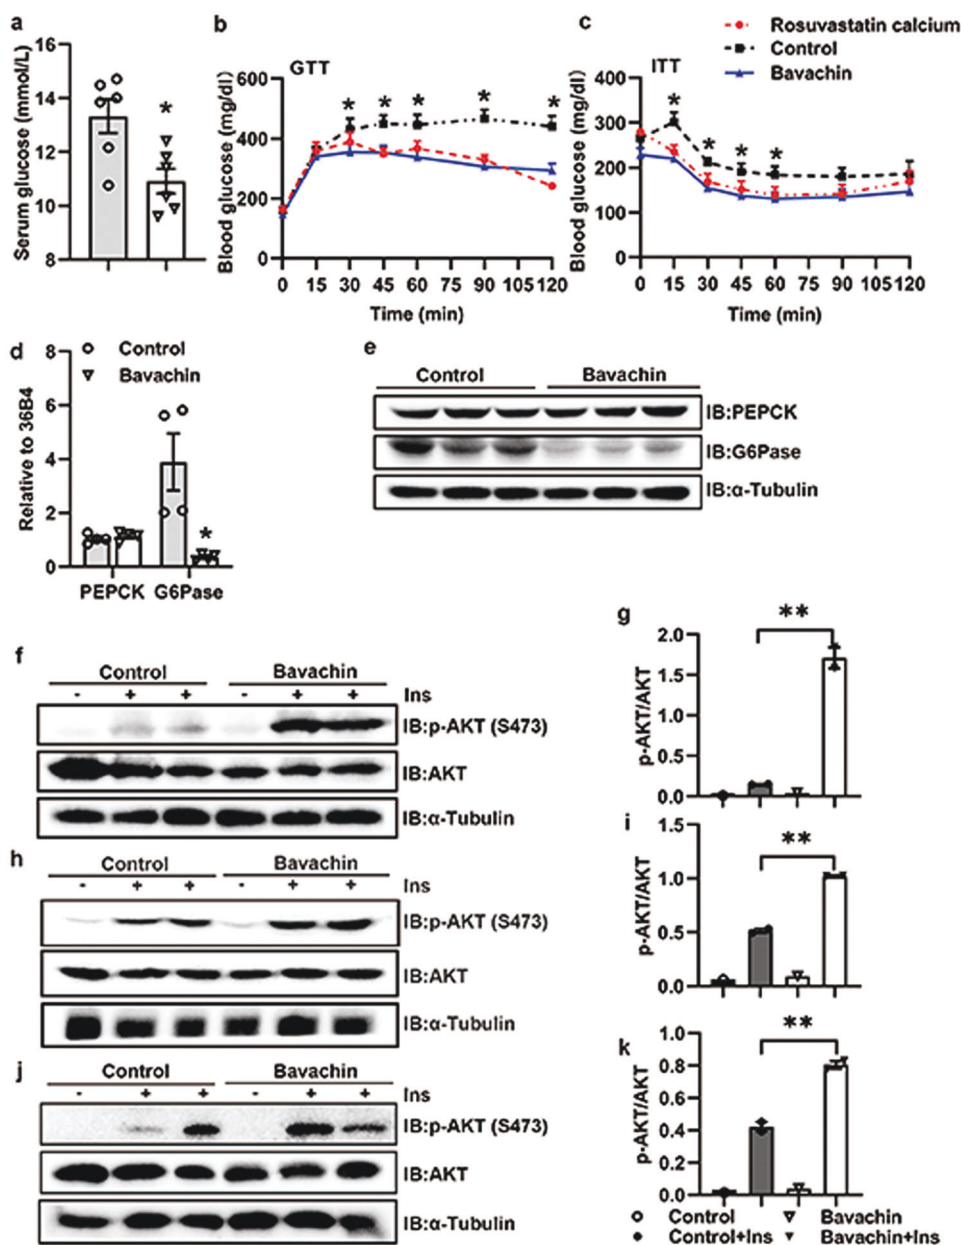 a
Serum glucose (mmol/L)
16
14
12
10
8
*
b
GTT
Blood glucose (mg/dl)
600
400
200
0
* * * * *
0 15 30 45 60 75 90 105 120
Time (min)
c
Rosuvastatin calcium
Control
Bavachin
ITT
Blood glucose (mg/dl)
400
300
200
100
0
* * * *
0 15 30 45 60 75 90 105 120
Time (min)
d
Control
Bavachin
Relative to 36B4
8
6
4
2
0
*
PEPCK G6Pase
e
Control Bavachin
IB:PEPCK
IB:G6Pase
IB:α-Tubulin
f
Control Bavachin
- + + - + + Ins
IB:p-AKT (S473)
IB:AKT
IB:α-Tubulin
g
**
p-AKT/AKT
2.0
1.5
1.0
0.5
0.0
h
Control Bavachin
- + + - + + Ins
IB:p-AKT (S473)
IB:AKT
IB:α-Tubulin
i
**
p-AKT/AKT
1.5
1.0
0.5
0.0
j
Control Bavachin
- + + - + + Ins
IB:p-AKT (S473)
IB:AKT
IB:α-Tubulin
k
**
p-AKT/AKT
1.0
0.8
0.6
0.4
0.2
0.0
Control Bavachin
Control+Ins Bavachin+Ins